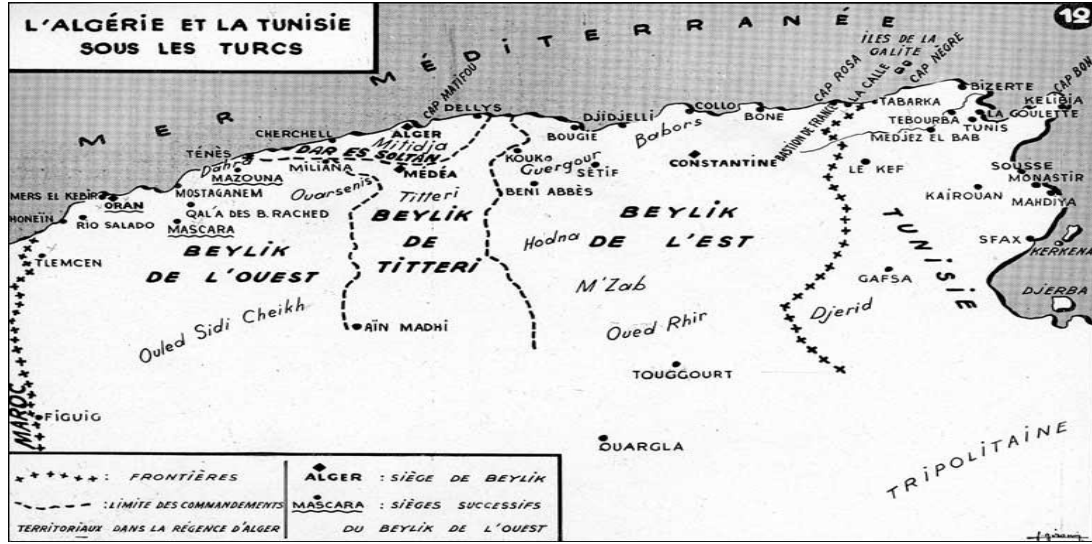 L'ALGÉRIE ET LA TUNISIE
SOUS LES TURCS
19
MER MÉDITERRANÉE
ÎLES DE LA
GALITE
CAP MATIFOU
CAP ROSA
LA CALLE
CAP NÈGRE
CAP BON
BASTION DE FRANCE
BIZERTE
KELIBIA
TABARKA
LA GOULETTE
TEBOURBA
TUNIS
MEDJEZ EL BAB
DELLYS
DJIDJELLI
COLLO
BÔNE
BOUGIE
Babors
CHERCHELL
ALGER
Mitidja
DAR ES SOLTAN
TÉNÈS
Dahra
MAZOUNA
MILIANA
MÉDÉA
KOUKO
Guergour
SÉTIF
CONSTANTINE
BENI ABBÈS
LE KEF
SOUSSE
MONASTIR
KAÏROUAN
MAHDIYA
MERS EL KEBIR
ORAN
MOSTAGANEM
Ouarsenis
Titteri
HONEÏN
RIO SALADO
QAL'A DES B. RACHED
MASCARA
BEYLIK
DE L'OUEST
BEYLIK
DE
TITTERI
BEYLIK
DE L'EST
Hodna
TUNISIE
SFAX
KERKENA
TLEMCEN
GAFSA
DJERBA
M'Zab
Djerid
Ouled Sidi Cheikh
AÏN MADHI
Oued Rhir
TOUGGOURT
MAROC
FIGUIG
OUARGLA
TRIPOLITAINE
: FRONTIÈRES
: LIMITE DES COMMANDEMENTS
TERRITORIAUX DANS LA RÉGENCE D'ALGER
ALGER : SIÈGE DE BEYLIK
MASCARA : SIÈGES SUCCESSIFS
DU BEYLIK DE L'OUEST